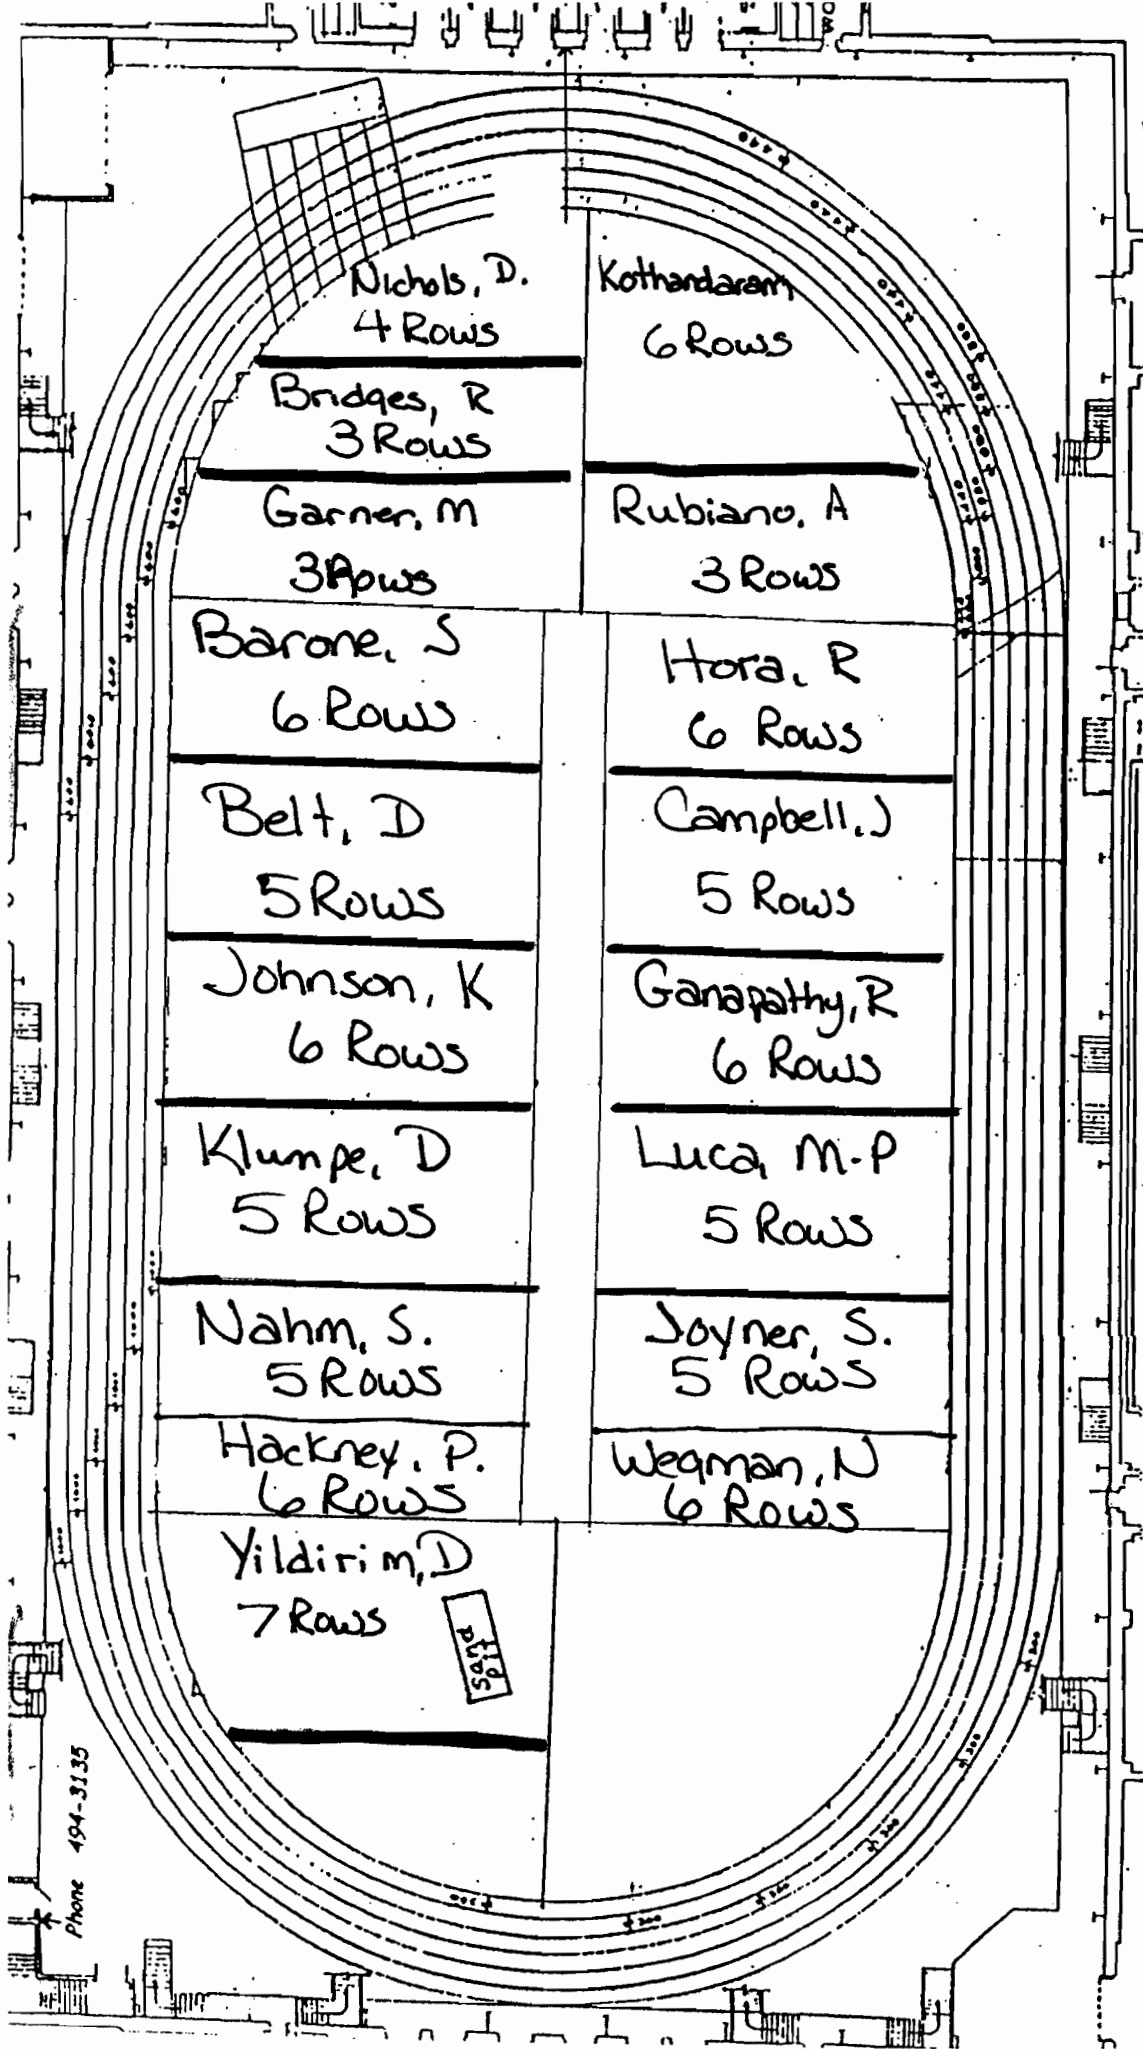 Nichols, D.
4 Rows
Kothandaram
6 Rows
Bridges, R
3 Rows
Garner, M
3 Rows
Rubiano, A
3 Rows
Barone, S
6 Rows
Hora, R
6 Rows
Belt, D
5 Rows
Campbell, J
5 Rows
Johnson, K
6 Rows
Ganapathy, R
6 Rows
Klumpe, D
5 Rows
Luca, M-P
5 Rows
Nahm, S.
5 Rows
Joyner, S.
5 Rows
Hackney, P.
6 Rows
Wegman, N
6 Rows
Yildirim, D
7 Rows
Sand
pit
Phone 494-3135